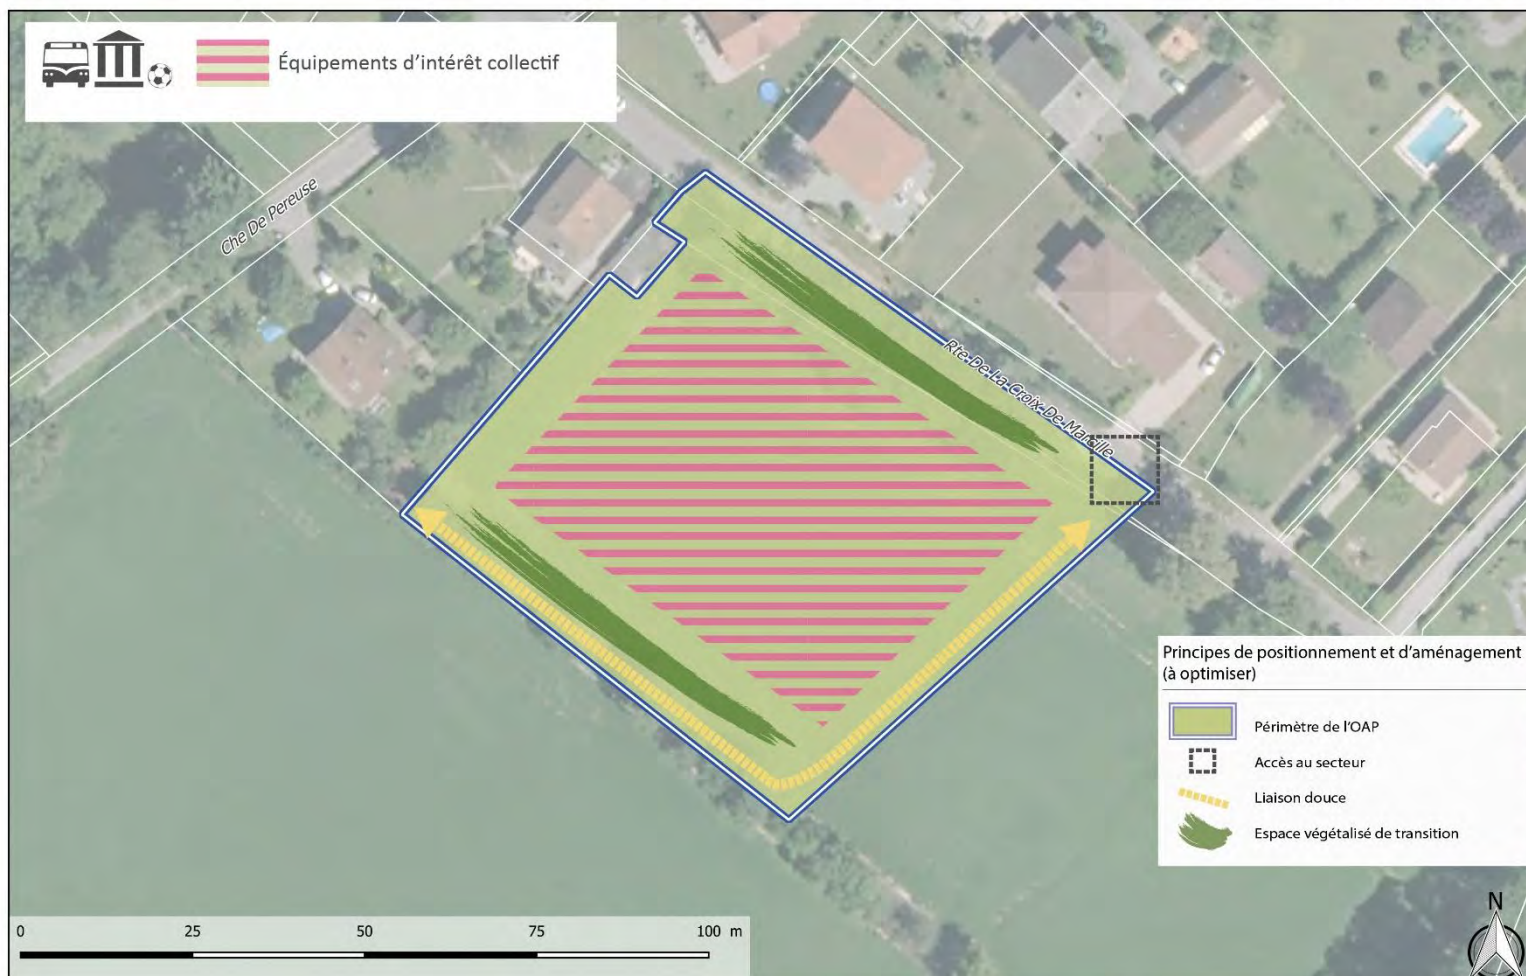 Équipements d’intérêt collectif
Che De Pereuse
Rte De La Croix De Marcille
Principes de positionnement et d’aménagement
(à optimiser)
Périmètre de l’OAP
Accès au secteur
Liaison douce
Espace végétalisé de transition
N
0 25 50 75 100 m